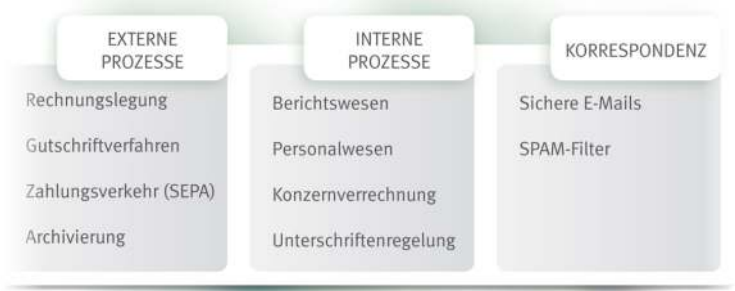 EXTERNE
PROZESSE
Rechnungslegung
Gutschriftverfahren
Zahlungsverkehr (SEPA)
Archivierung
INTERNE
PROZESSE
Berichtswesen
Personalwesen
Konzernverrechnung
Unterschriftenregelung
KORRESPONDENZ
Sichere E-Mails
SPAM-Filter